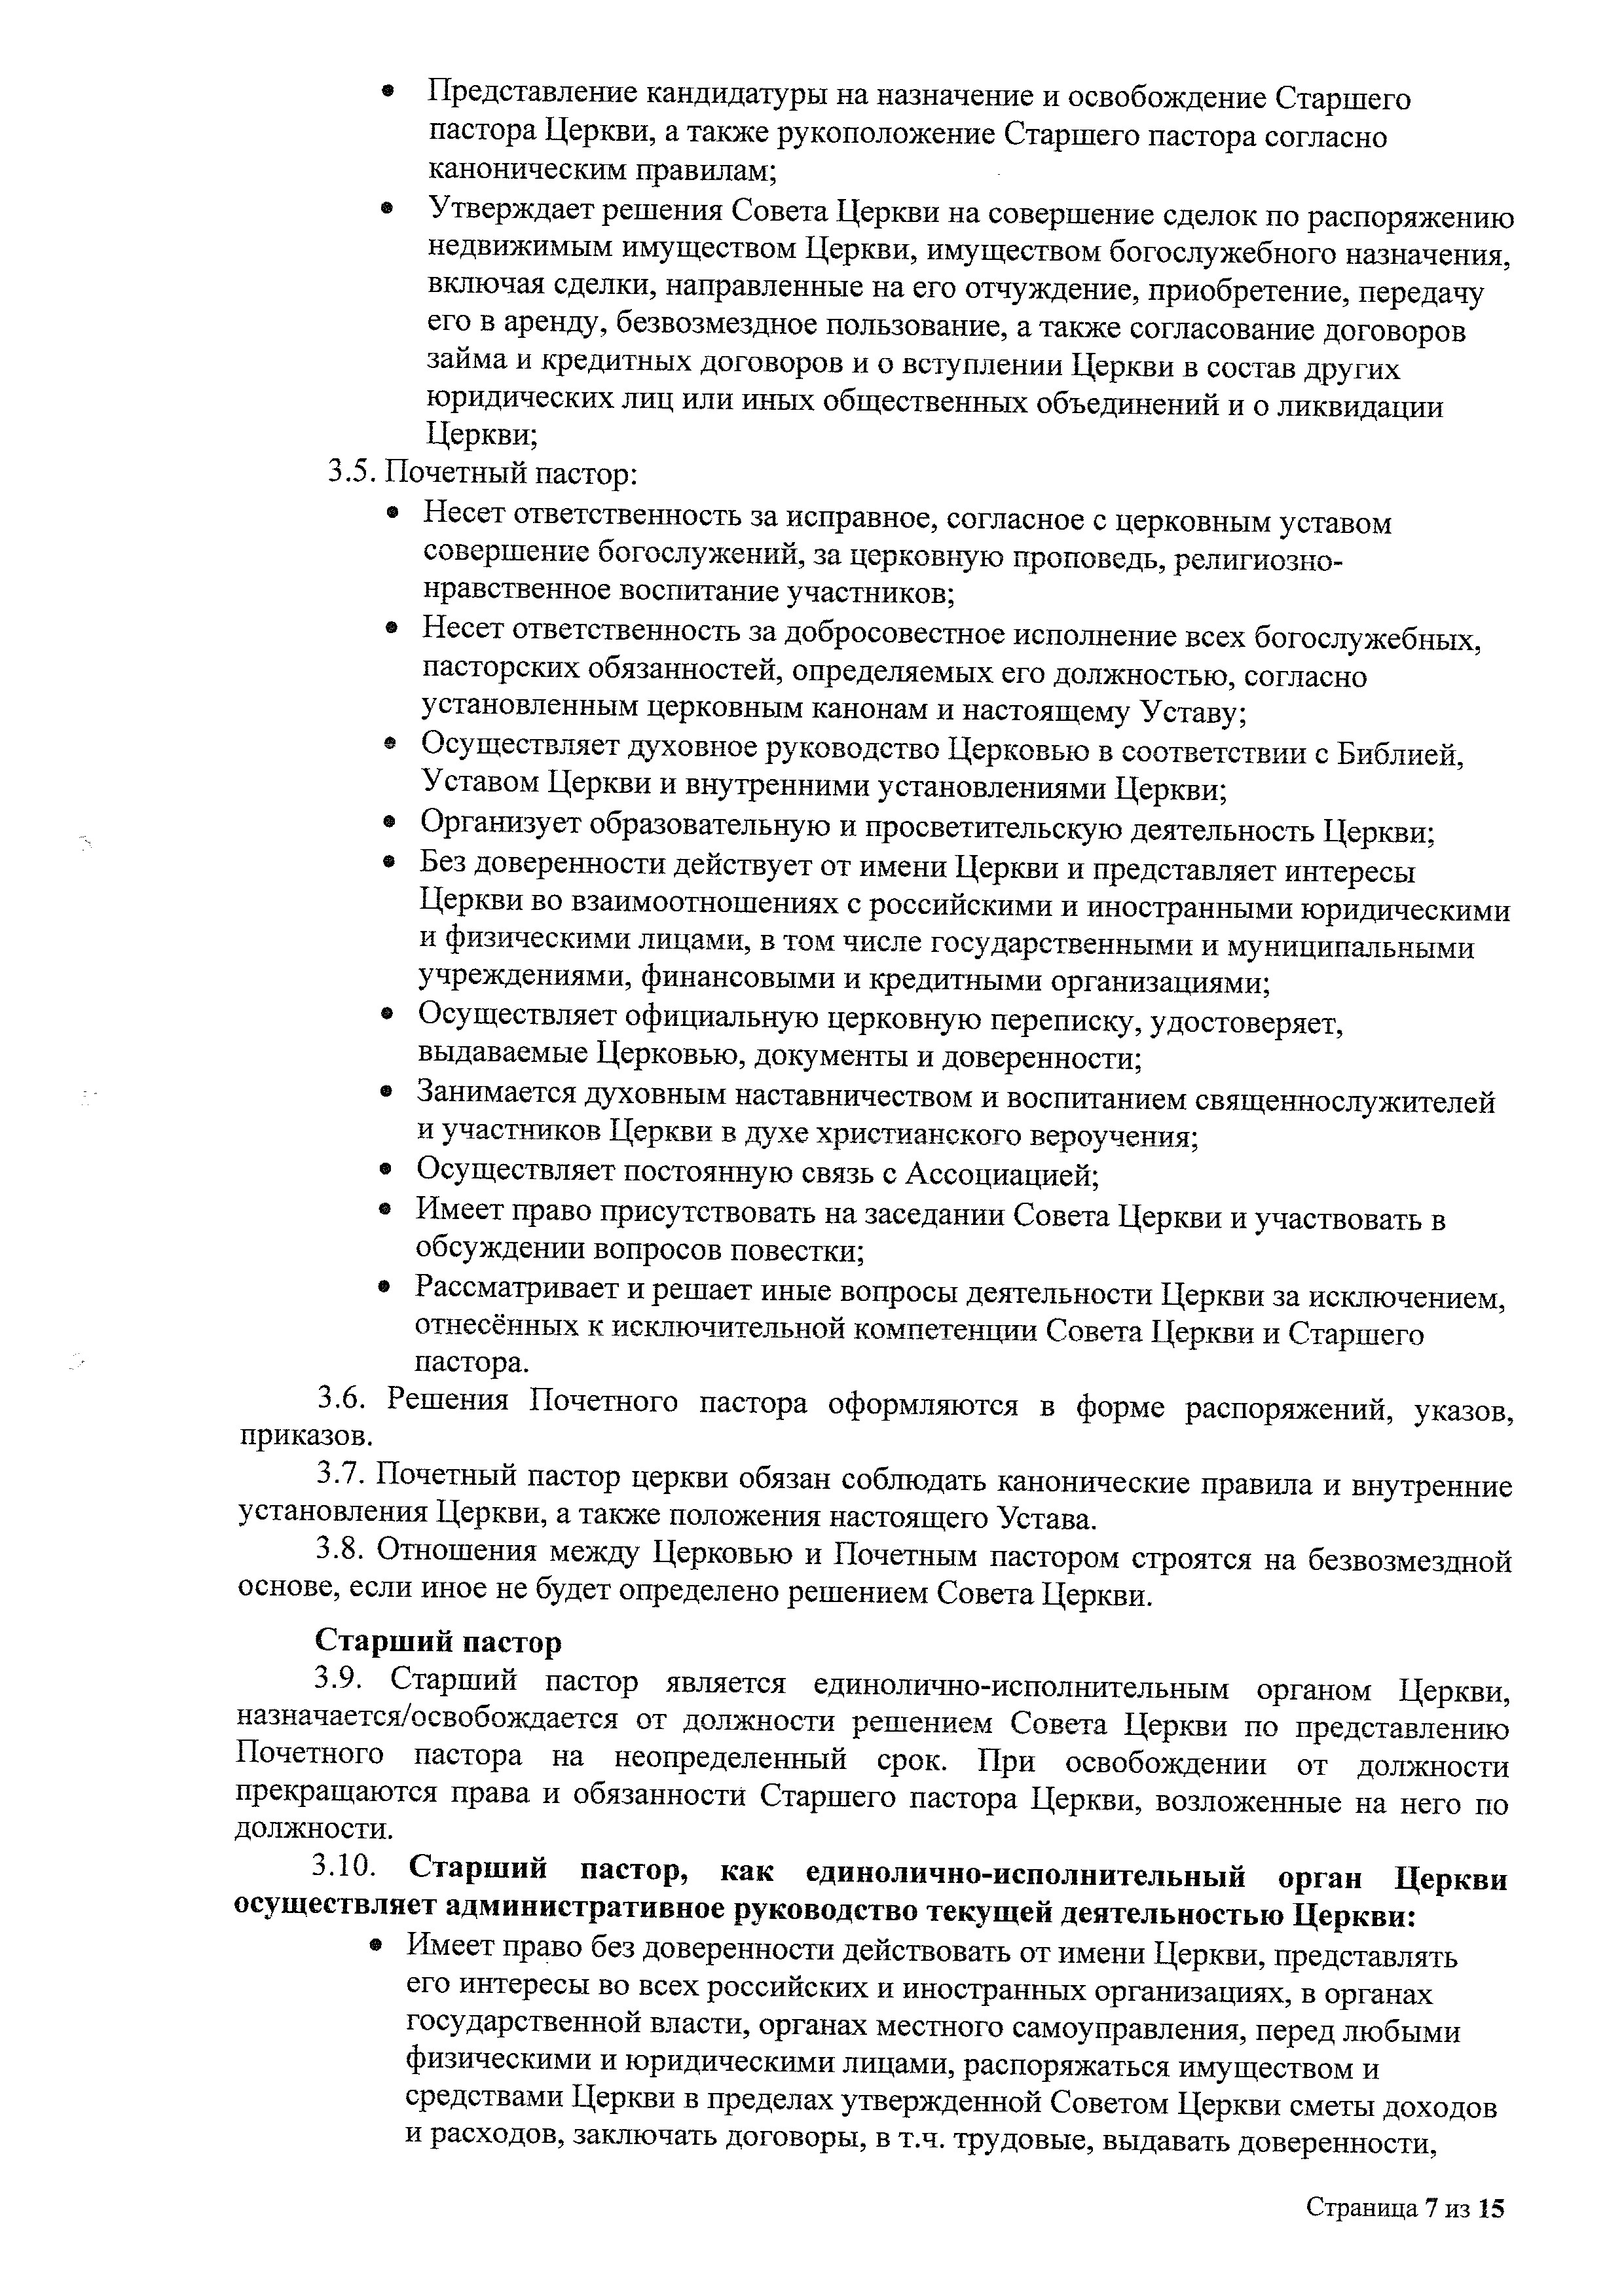 • Представление кандидатуры на назначение и освобождение Старшего
пастора Церкви, а также рукоположение Старшего пастора согласно
каноническим правилам;
• Утверждает решения Совета Церкви на совершение сделок по распоряжению
недвижимым имуществом Церкви, имуществом богослужебного назначения,
включая сделки, направленные на его отчуждение, приобретение, передачу
его в аренду, безвозмездное пользование, а также согласование договоров
займа и кредитных договоров и о вступлении Церкви в состав других
юридических лиц или иных общественных объединений и о ликвидации
Церкви;
3.5. Почетный пастор:
• Несет ответственность за исправное, согласное с церковным уставом
совершение богослужений, за церковную проповедь, религиозно-
нравственное воспитание участников;
• Несет ответственность за добросовестное исполнение всех богослужебных,
пасторских обязанностей, определяемых его должностью, согласно
установленным церковным канонам и настоящему Уставу;
• Осуществляет духовное руководство Церковью в соответствии с Библией,
Уставом Церкви и внутренними установлениями Церкви;
• Организует образовательную и просветительскую деятельность Церкви;
• Без доверенности действует от имени Церкви и представляет интересы
Церкви во взаимоотношениях с российскими и иностранными юридическими
и физическими лицами, в том числе государственными и муниципальными
учреждениями, финансовыми и кредитными организациями;
• Осуществляет официальную церковную переписку, удостоверяет,
выдаваемые Церковью, документы и доверенности;
• Занимается духовным наставничеством и воспитанием священнослужителей
и участников Церкви в духе христианского вероучения;
• Осуществляет постоянную связь с Ассоциацией;
• Имеет право присутствовать на заседании Совета Церкви и участвовать в
обсуждении вопросов повестки;
• Рассматривает и решает иные вопросы деятельности Церкви за исключением,
отнесённых к исключительной компетенции Совета Церкви и Старшего
пастора.
3.6. Решения Почетного пастора оформляются в форме распоряжений, указов,
приказов.
3.7. Почетный пастор церкви обязан соблюдать канонические правила и внутренние
установления Церкви, а также положения настоящего Устава.
3.8. Отношения между Церковью и Почетным пастором строятся на безвозмездной
основе, если иное не будет определено решением Совета Церкви.
Старший пастор
3.9. Старший пастор является единолично-исполнительным органом Церкви,
назначается/освобождается от должности решением Совета Церкви по представлению
Почетного пастора на неопределенный срок. При освобождении от должности
прекращаются права и обязанности Старшего пастора Церкви, возложенные на него по
должности.
3.10. Старший пастор, как единолично-исполнительный орган Церкви
осуществляет административное руководство текущей деятельностью Церкви:
• Имеет право без доверенности действовать от имени Церкви, представлять
его интересы во всех российских и иностранных организациях, в органах
государственной власти, органах местного самоуправления, перед любыми
физическими и юридическими лицами, распоряжаться имуществом и
средствами Церкви в пределах утвержденной Советом Церкви сметы доходов
и расходов, заключать договоры, в т.ч. трудовые, выдавать доверенности,
Страница 7 из 15